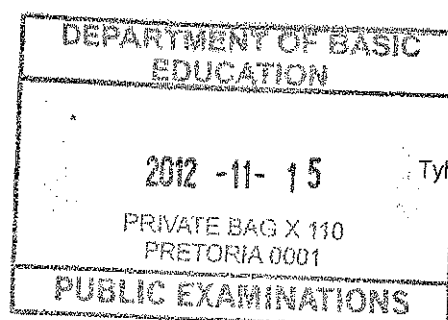 DEPARTMENT OF BASIC
EDUCATION
2012 -11- 15
PRIVATE BAG X 110
PRETORIA 0001
PUBLIC EXAMINATIONS